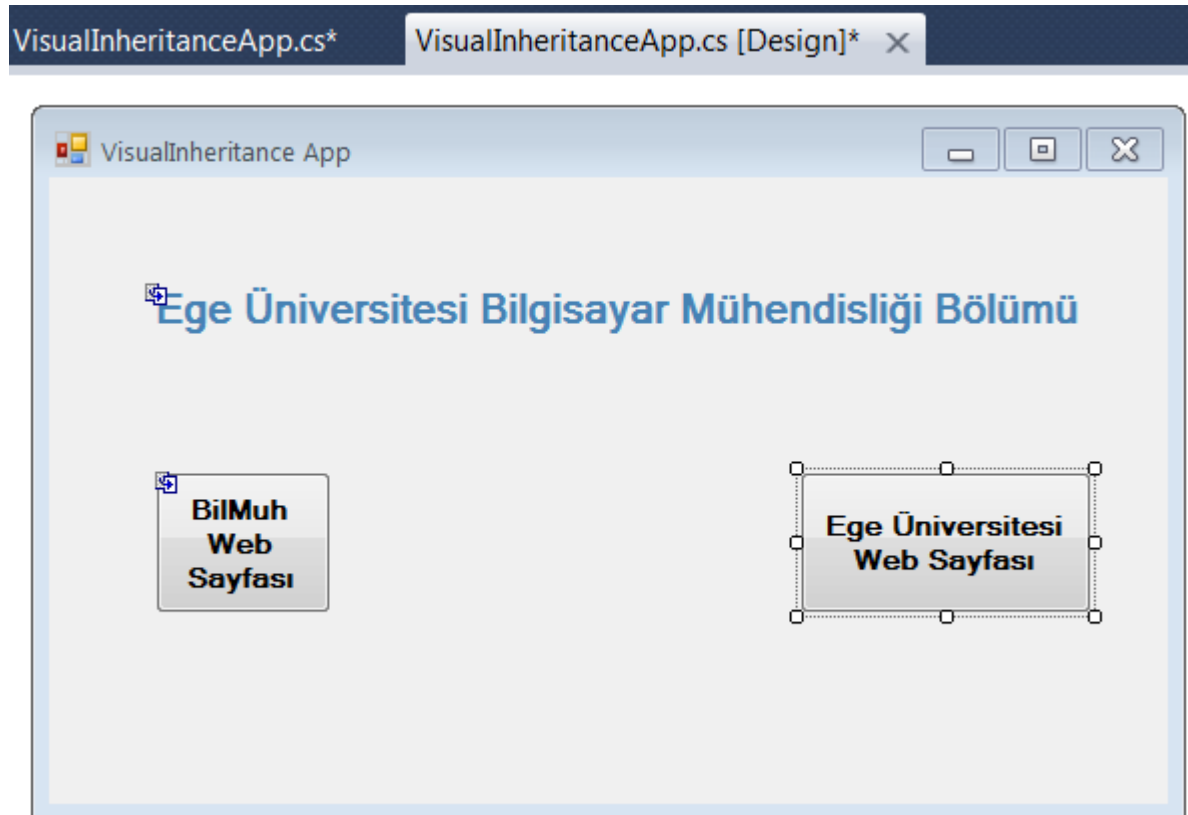 VisualInheritanceApp.cs* VisualInheritanceApp.cs [Design]*
VisualInheritance App
Ege Üniversitesi Bilgisayar Mühendisliği Bölümü
BilMuh
Web
Sayfası
Ege Üniversitesi
Web Sayfası